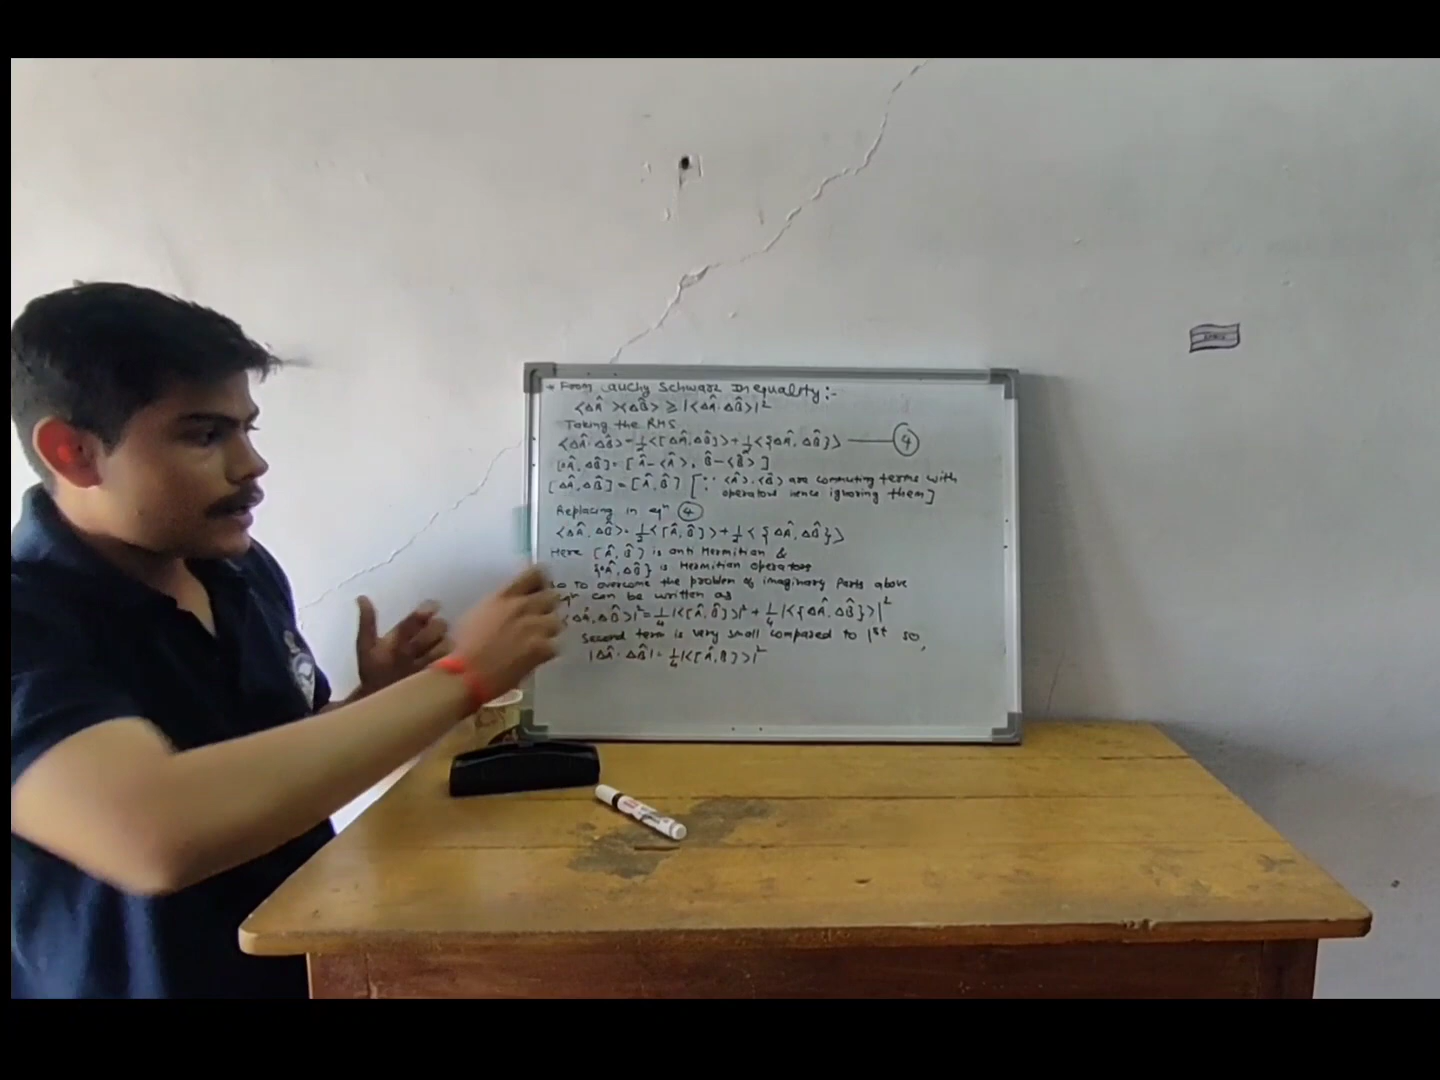 → From Cauchy Schwarz Inequality:-
<ΔÂ ><ΔB̂> ≥ |<ΔÂ·ΔB̂>|²
Taking the RHS
<ΔÂ·ΔB̂> = ½<[ΔÂ,ΔB̂]> + ½<{ΔÂ,ΔB̂}> —— ④
[ΔÂ,ΔB̂] = [Â-<Â>, B̂-<B̂>]
[ΔÂ,ΔB̂] = [Â,B̂] [∵ <Â>,<B̂> are commuting terms with
operators hence ignoring them]
Replacing in eqⁿ ④
<ΔÂ,ΔB̂> = ½<[Â,B̂]> + ½<{ΔÂ,ΔB̂}>
Here [Â,B̂] is anti Hermitian &
{ΔÂ,ΔB̂} is Hermitian operators
so to overcome the problem of imaginary parts above
eqⁿ can be written as
<ΔÂ,ΔB̂>|² = ¼|<[Â,B̂]>|² + ¼|<{ΔÂ,ΔB̂}>|²
Second term is very small compared to 1st so,
|ΔÂ·ΔB̂| = ¼|<[Â,B]>|²